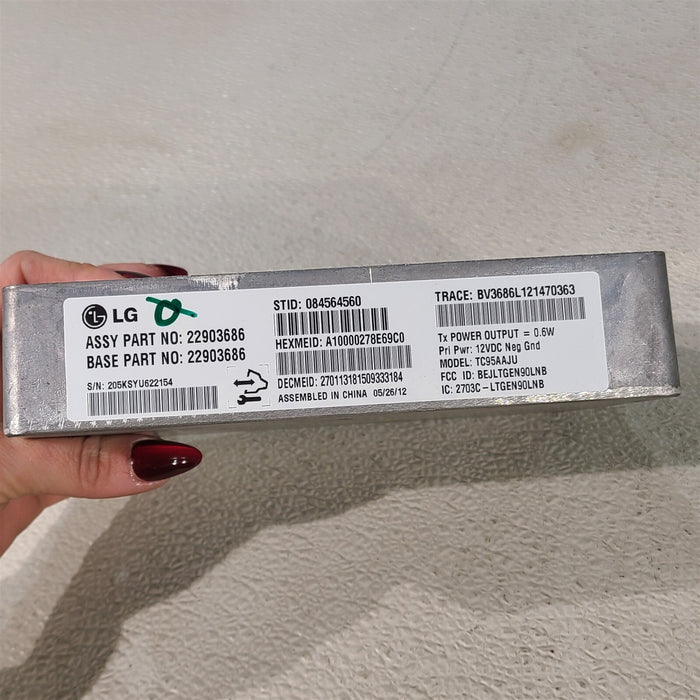 LG
ASSY PART NO: 22903686
BASE PART NO: 22903686
S/N: 205KSYU622154
STID: 084564560
HEXMEID: A10000278E69C0
DECMEID: 270113181509333184
ASSEMBLED IN CHINA 05/26/12
TRACE: BV3686L121470363
Tx POWER OUTPUT = 0.6W
Pri Pwr: 12VDC Neg Gnd
MODEL: TC95AAJU
FCC ID: BEJLTGEN90LNB
IC: 2703C-LTGEN90LNB